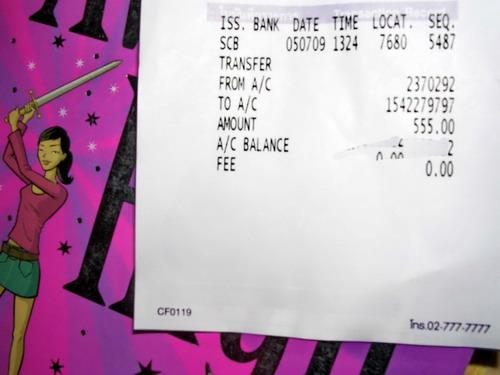 ISS. BANK DATE TIME LOCAT. SEQ.
SCB 050709 1324 7680 5487
TRANSFER
FROM A/C 2370292
TO A/C 1542279797
AMOUNT 555.00
A/C BALANCE 2
FEE 0.00
CF0119
โทร.02-777-7777